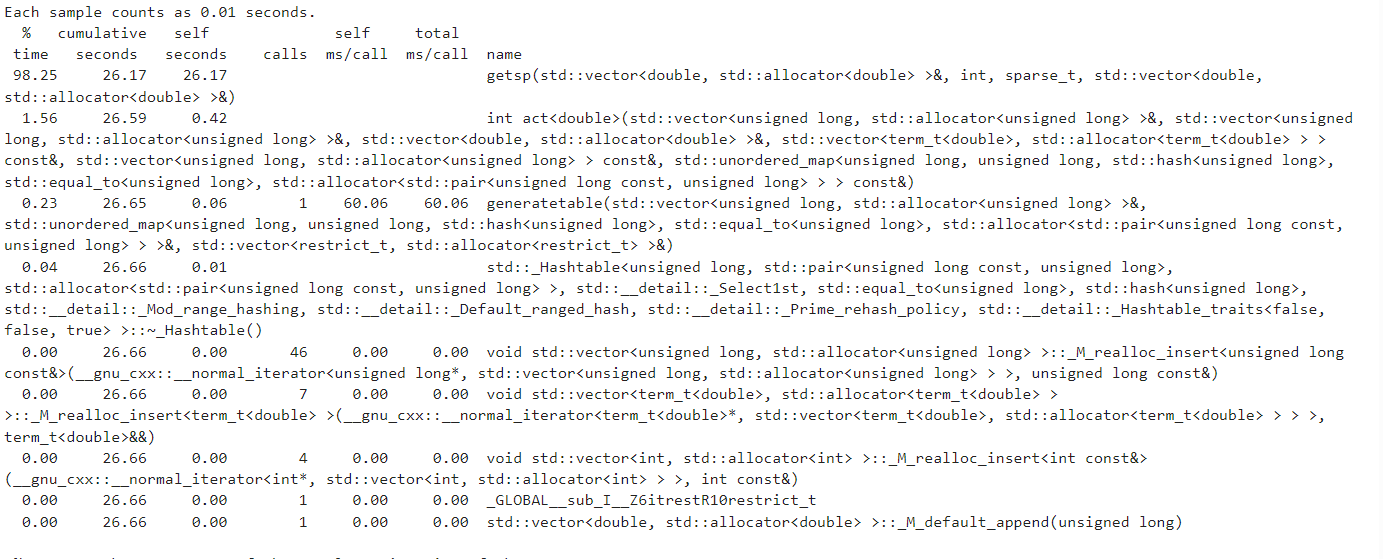 Each sample counts as 0.01 seconds.
  %   cumulative   self              self     total
 time   seconds   seconds    calls  ms/call  ms/call  name
 98.25     26.17    26.17                             getsp(std::vector<double, std::allocator<double> >&, int, sparse_t, std::vector<double,
std::allocator<double> >&)
  1.56     26.59     0.42                             int act<double>(std::vector<unsigned long, std::allocator<unsigned long> >&, std::vector<unsigned
long, std::allocator<unsigned long> >&, std::vector<double, std::allocator<double> >&, std::vector<term_t<double>, std::allocator<term_t<double> > >
const&, std::vector<unsigned long, std::allocator<unsigned long> > const&, std::unordered_map<unsigned long, unsigned long, std::hash<unsigned long>,
std::equal_to<unsigned long>, std::allocator<std::pair<unsigned long const, unsigned long> > > const&)
  0.23     26.65     0.06        1    60.06    60.06  generatetable(std::vector<unsigned long, std::allocator<unsigned long> >&,
std::unordered_map<unsigned long, unsigned long, std::hash<unsigned long>, std::equal_to<unsigned long>, std::allocator<std::pair<unsigned long const,
unsigned long> > >&, std::vector<restrict_t, std::allocator<restrict_t> >&)
  0.04     26.66     0.01                             std::_Hashtable<unsigned long, std::pair<unsigned long const, unsigned long>,
std::allocator<std::pair<unsigned long const, unsigned long> >, std::__detail::_Select1st, std::equal_to<unsigned long>, std::hash<unsigned long>,
std::__detail::_Mod_range_hashing, std::__detail::_Default_ranged_hash, std::__detail::_Prime_rehash_policy, std::__detail::_Hashtable_traits<false,
false, true> >::~_Hashtable()
  0.00     26.66     0.00       46     0.00     0.00  void std::vector<unsigned long, std::allocator<unsigned long> >::_M_realloc_insert<unsigned long
const&>(__gnu_cxx::__normal_iterator<unsigned long*, std::vector<unsigned long, std::allocator<unsigned long> > >, unsigned long const&)
  0.00     26.66     0.00        7     0.00     0.00  void std::vector<term_t<double>, std::allocator<term_t<double> >
>::_M_realloc_insert<term_t<double> >(__gnu_cxx::__normal_iterator<term_t<double>*, std::vector<term_t<double>, std::allocator<term_t<double> > > >,
term_t<double>&&)
  0.00     26.66     0.00        4     0.00     0.00  void std::vector<int, std::allocator<int> >::_M_realloc_insert<int const&>
(__gnu_cxx::__normal_iterator<int*, std::vector<int, std::allocator<int> > >, int const&)
  0.00     26.66     0.00        1     0.00     0.00  _GLOBAL__sub_I__Z6itrestR10restrict_t
  0.00     26.66     0.00        1     0.00     0.00  std::vector<double, std::allocator<double> >::_M_default_append(unsigned long)